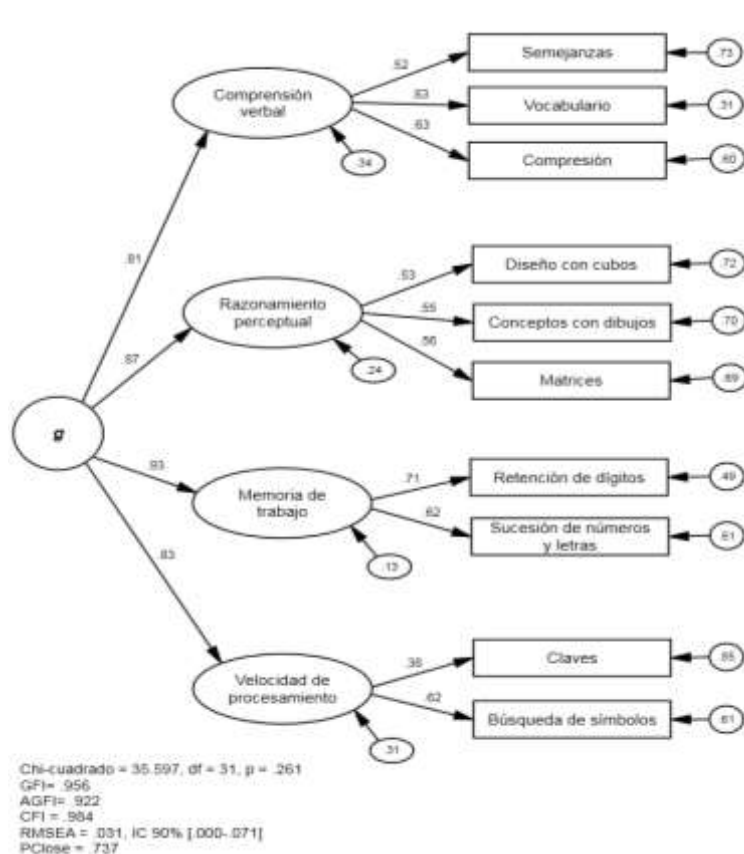 Semejanzas
.73
.52
Comprensión
verbal
.83
Vocabulario
.31
.63
Compresión
.60
.34
.81
Diseño con cubos
.72
.53
Razonamiento
perceptual
.55
Conceptos con dibujos
.70
.56
Matrices
.69
.24
.87
g
.93
.71
Retención de dígitos
.49
Memoria de
trabajo
.62
Sucesión de números
y letras
.61
.13
.83
Claves
.85
Velocidad de
procesamiento
.62
Búsqueda de símbolos
.61
.31
Chi-cuadrado = 35.597, df = 31, p = .261
GFI= .956
AGFI= .922
CFI = .984
RMSEA = .031, IC 90% [.000-.071]
PClose = .737